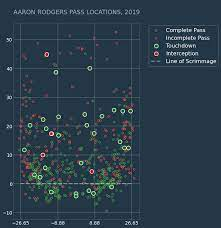 AARON RODGERS PASS LOCATIONS, 2019
Complete Pass
Incomplete Pass
Touchdown
Interception
Line of Scrimmage
50
40
30
20
10
0
−10
−26.65
−8.88
8.88
26.65